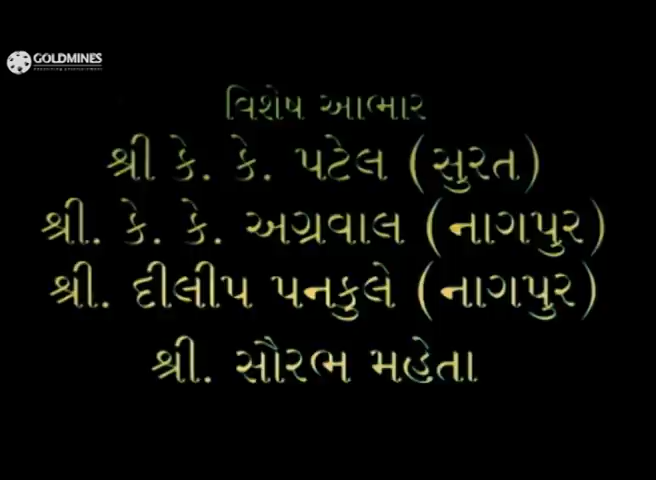 GOLDMINES
વિશેષ આભાર
શ્રી કે. કે. પટેલ (સુરત)
શ્રી. કે. કે. અગ્રવાલ (નાગપુર)
શ્રી. દીલીપ પનકુલે (નાગપુર)
શ્રી. સૌરભ મહેતા